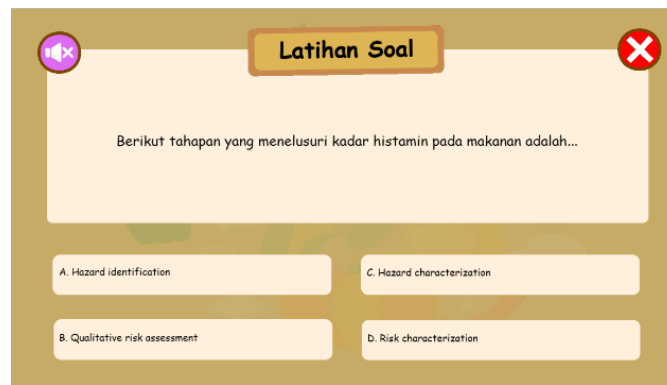 Latihan Soal
Berikut tahapan yang menelusuri kadar histamin pada makanan adalah...
A. Hazard identification
C. Hazard characterization
B. Qualitative risk assessment
D. Risk characterization